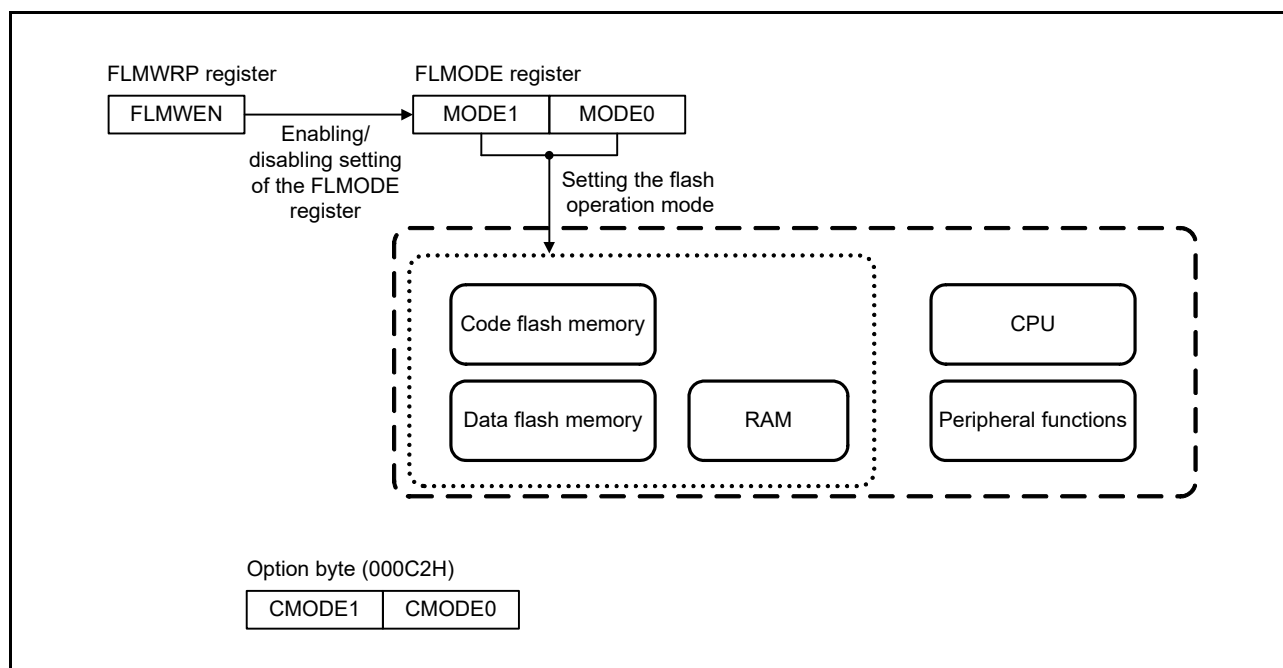 FLMWRP register
FLMODE register
FLMWEN
MODE1
MODE0
Enabling/
disabling setting
of the FLMODE
register
Setting the flash
operation mode
Code flash memory
CPU
Data flash memory
RAM
Peripheral functions
Option byte (000C2H)
CMODE1
CMODE0